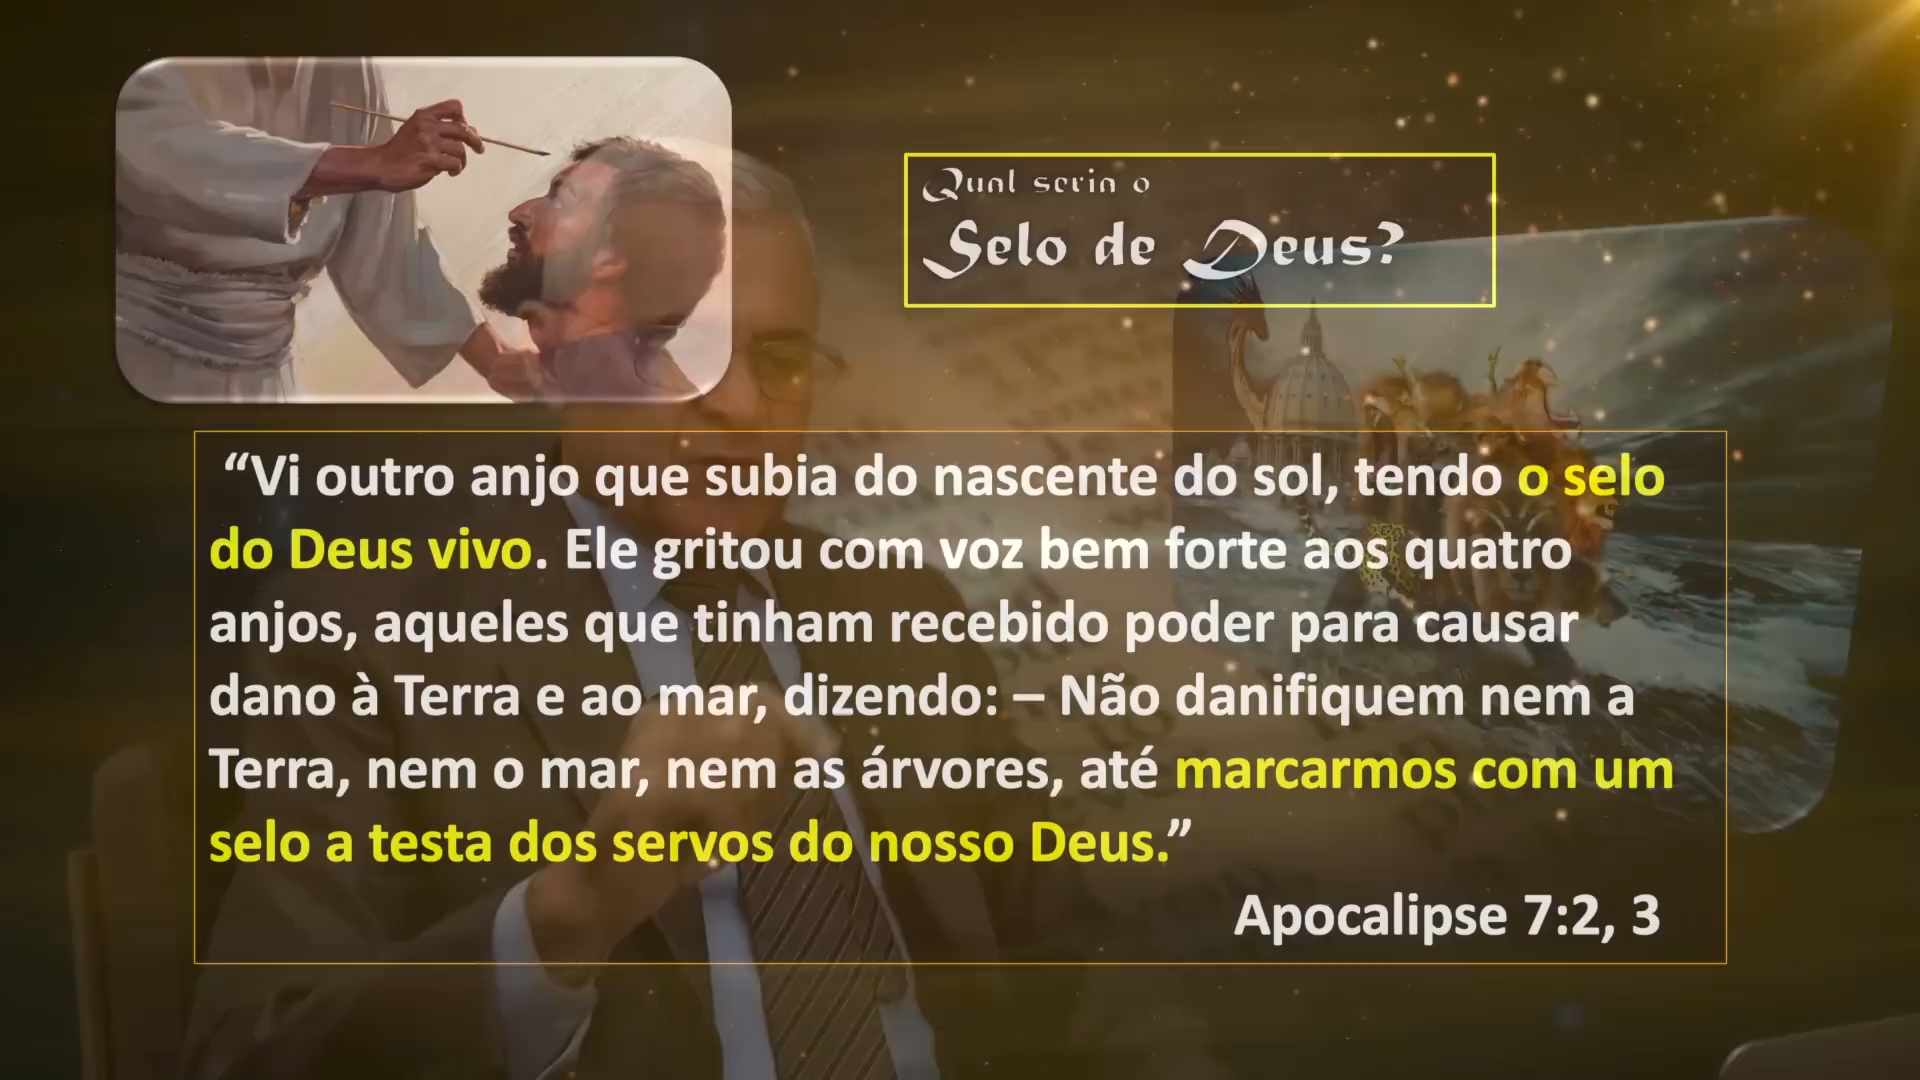 Qual seria o
Selo de Deus?
“Vi outro anjo que subia do nascente do sol, tendo o selo
do Deus vivo. Ele gritou com voz bem forte aos quatro
anjos, aqueles que tinham recebido poder para causar
dano à Terra e ao mar, dizendo: – Não danifiquem nem a
Terra, nem o mar, nem as árvores, até marcarmos com um
selo a testa dos servos do nosso Deus.”
Apocalipse 7:2, 3